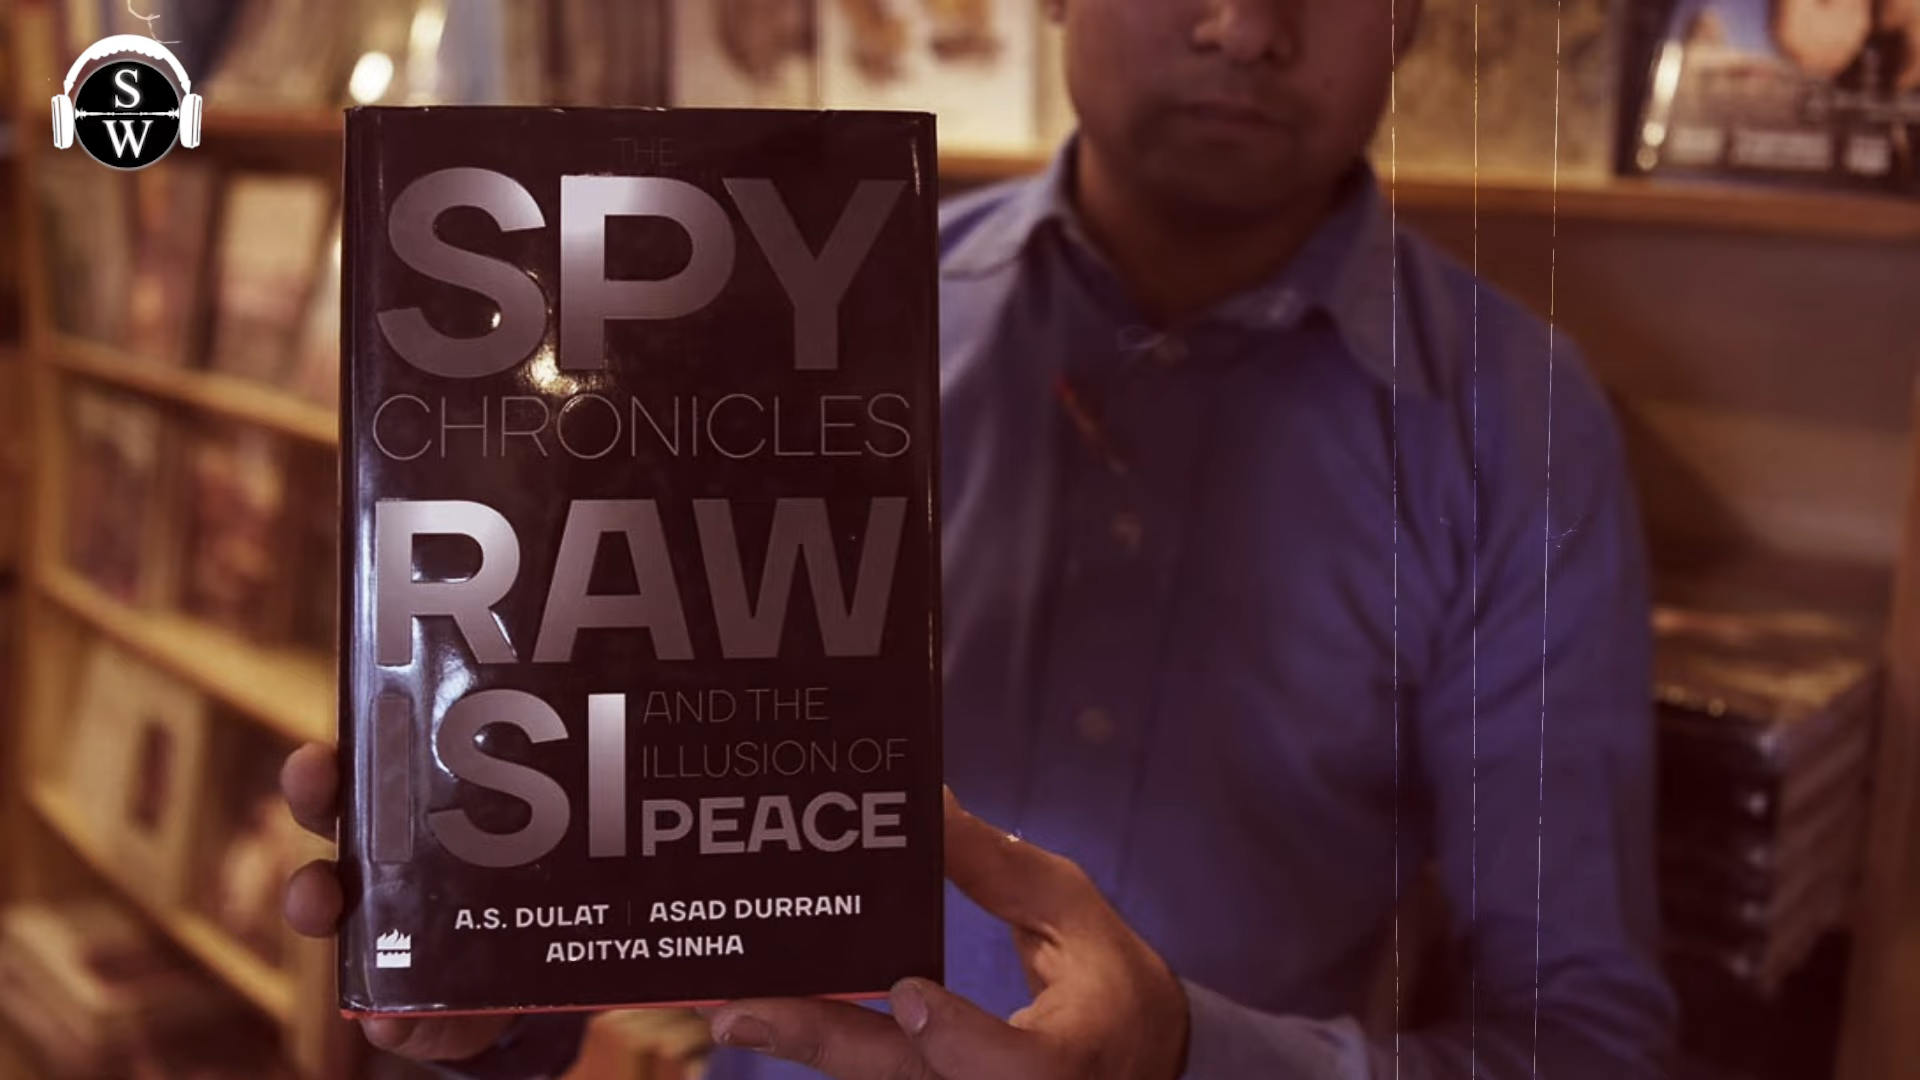 S
W
THE
SPY
CHRONICLES
RAW
ISI AND THE
ILLUSION OF
PEACE
A.S. DULAT | ASAD DURRANI
ADITYA SINHA